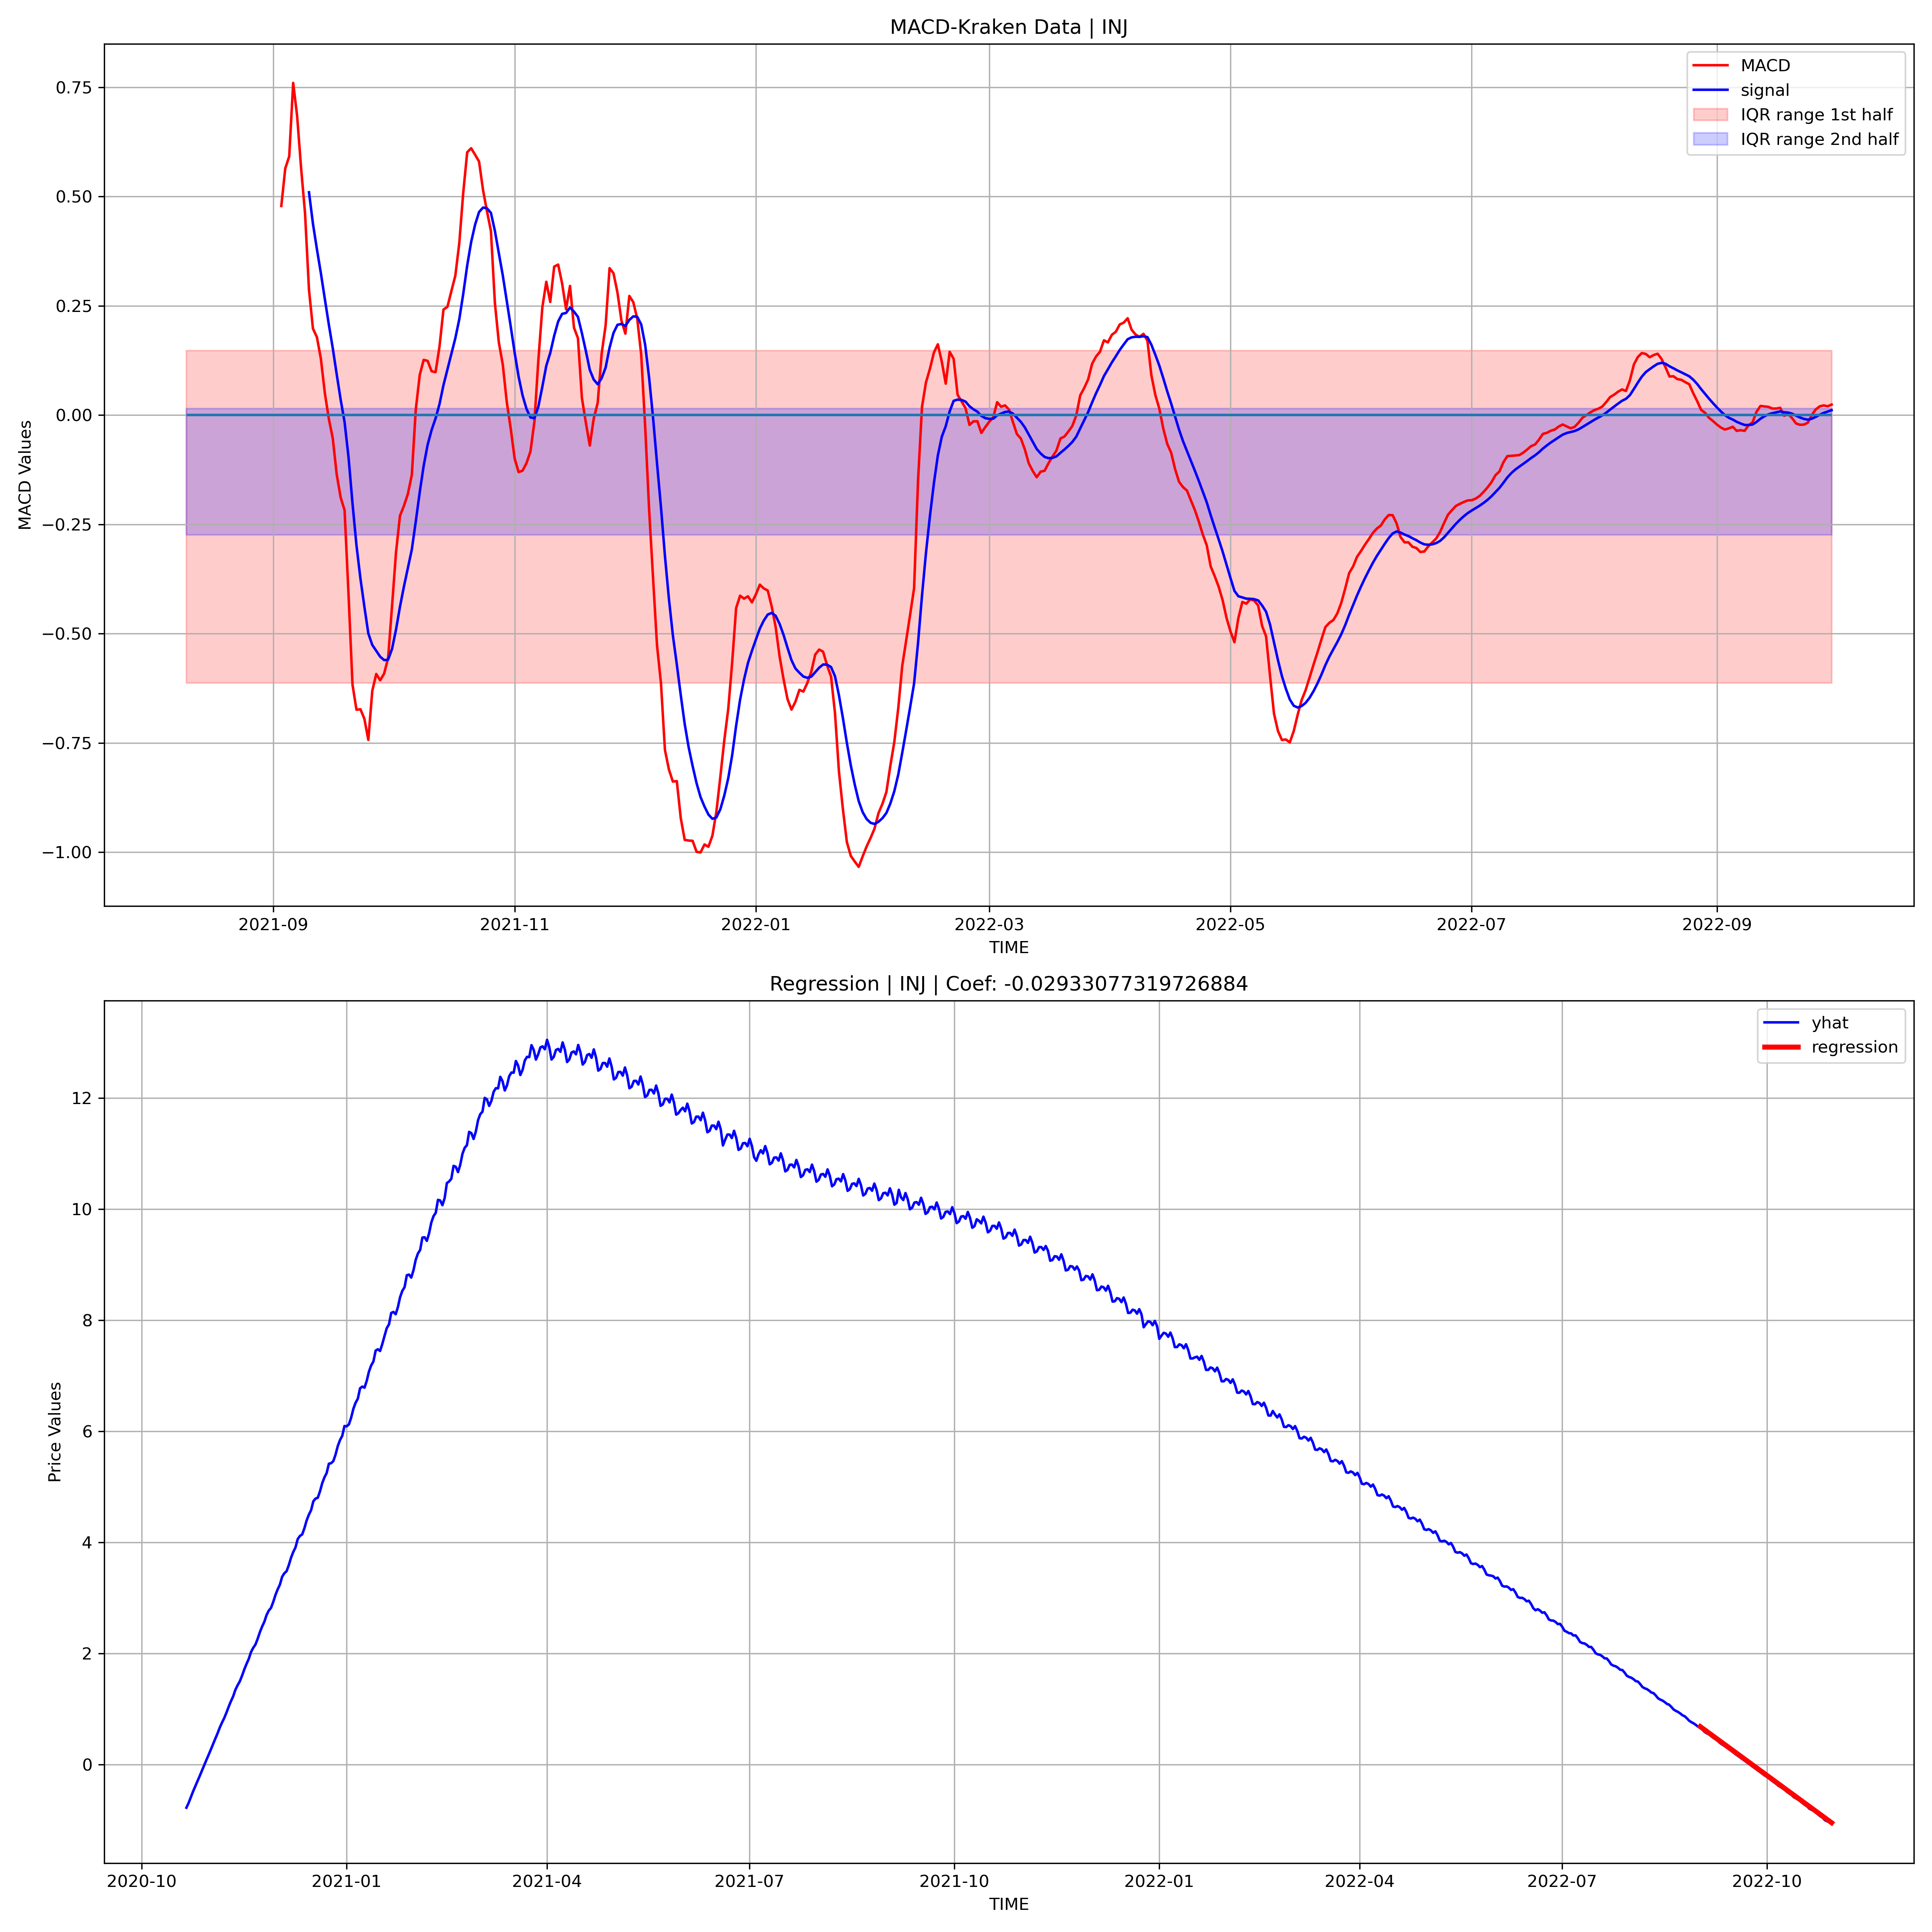 MACD-Kraken Data | INJ
MACD
signal
IQR range 1st half
IQR range 2nd half
MACD Values
0.75
0.50
0.25
0.00
−0.25
−0.50
−0.75
−1.00
2021-09 2021-11 2022-01 2022-03 2022-05 2022-07 2022-09
TIME
Regression | INJ | Coef: -0.02933077319726884
yhat
regression
Price Values
12
10
8
6
4
2
0
2020-10 2021-01 2021-04 2021-07 2021-10 2022-01 2022-04 2022-07 2022-10
TIME